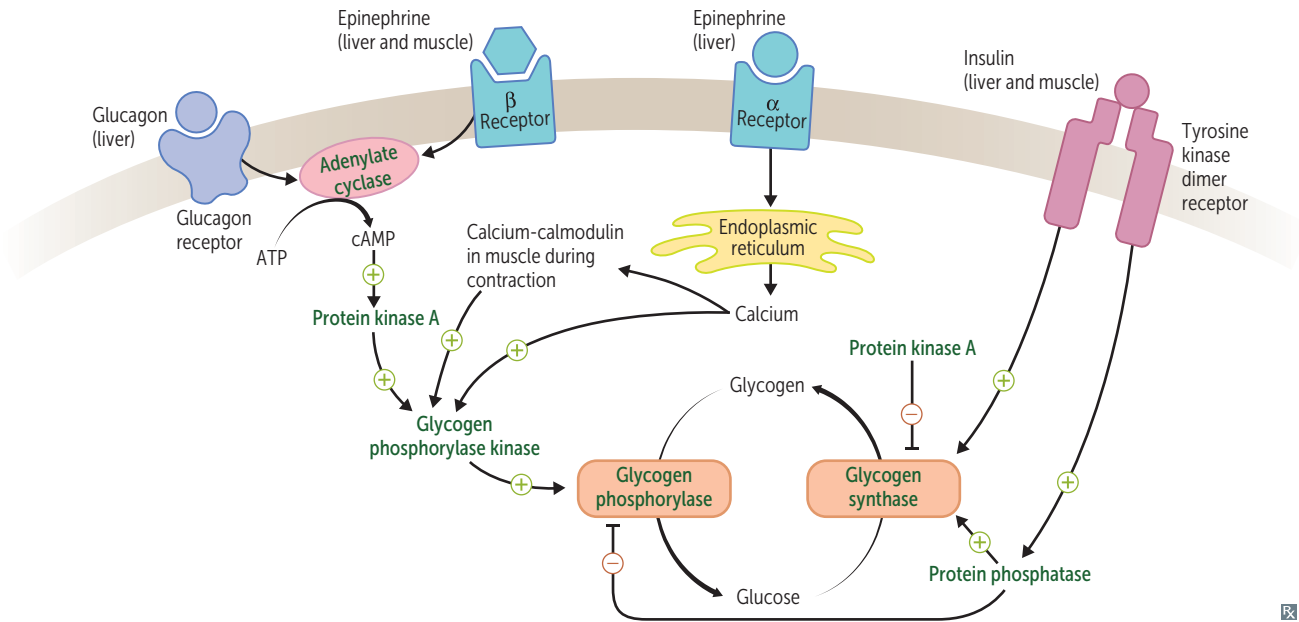 Epinephrine
(liver and muscle)
Epinephrine
(liver)
Insulin
(liver and muscle)
Glucagon
(liver)
β
Receptor
α
Receptor
Tyrosine
kinase
dimer
receptor
Adenylate
cyclase
Glucagon
receptor
ATP
cAMP
Calcium-calmodulin
in muscle during
contraction
Endoplasmic
reticulum
+
Protein kinase A
Calcium
+
+
Protein kinase A
+
Glycogen
+
−
Glycogen
phosphorylase kinase
+
Glycogen
phosphorylase
Glycogen
synthase
+
+
−
Glucose
Protein phosphatase
Rx